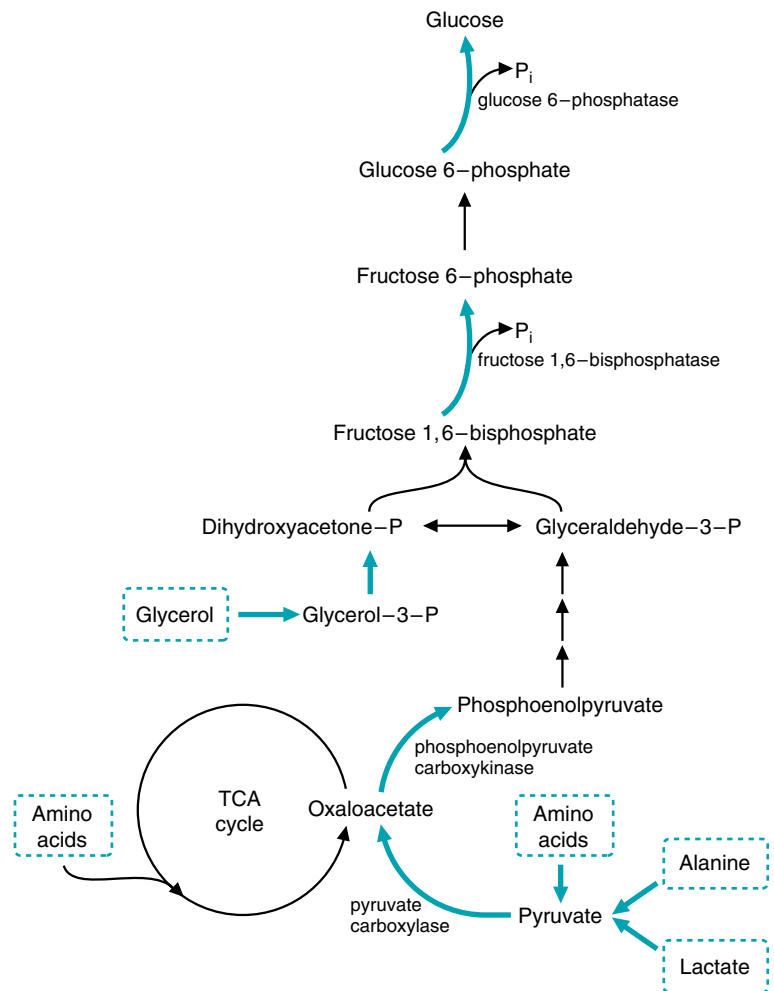 Glucose
Pi
glucose 6–phosphatase
Glucose 6–phosphate
Fructose 6–phosphate
Pi
fructose 1,6–bisphosphatase
Fructose 1,6–bisphosphate
Dihydroxyacetone–P
Glyceraldehyde–3–P
Glycerol
Glycerol–3–P
Phosphoenolpyruvate
phosphoenolpyruvate
carboxykinase
TCA
cycle
Oxaloacetate
Amino
acids
Amino
acids
Alanine
pyruvate
carboxylase
Pyruvate
Lactate